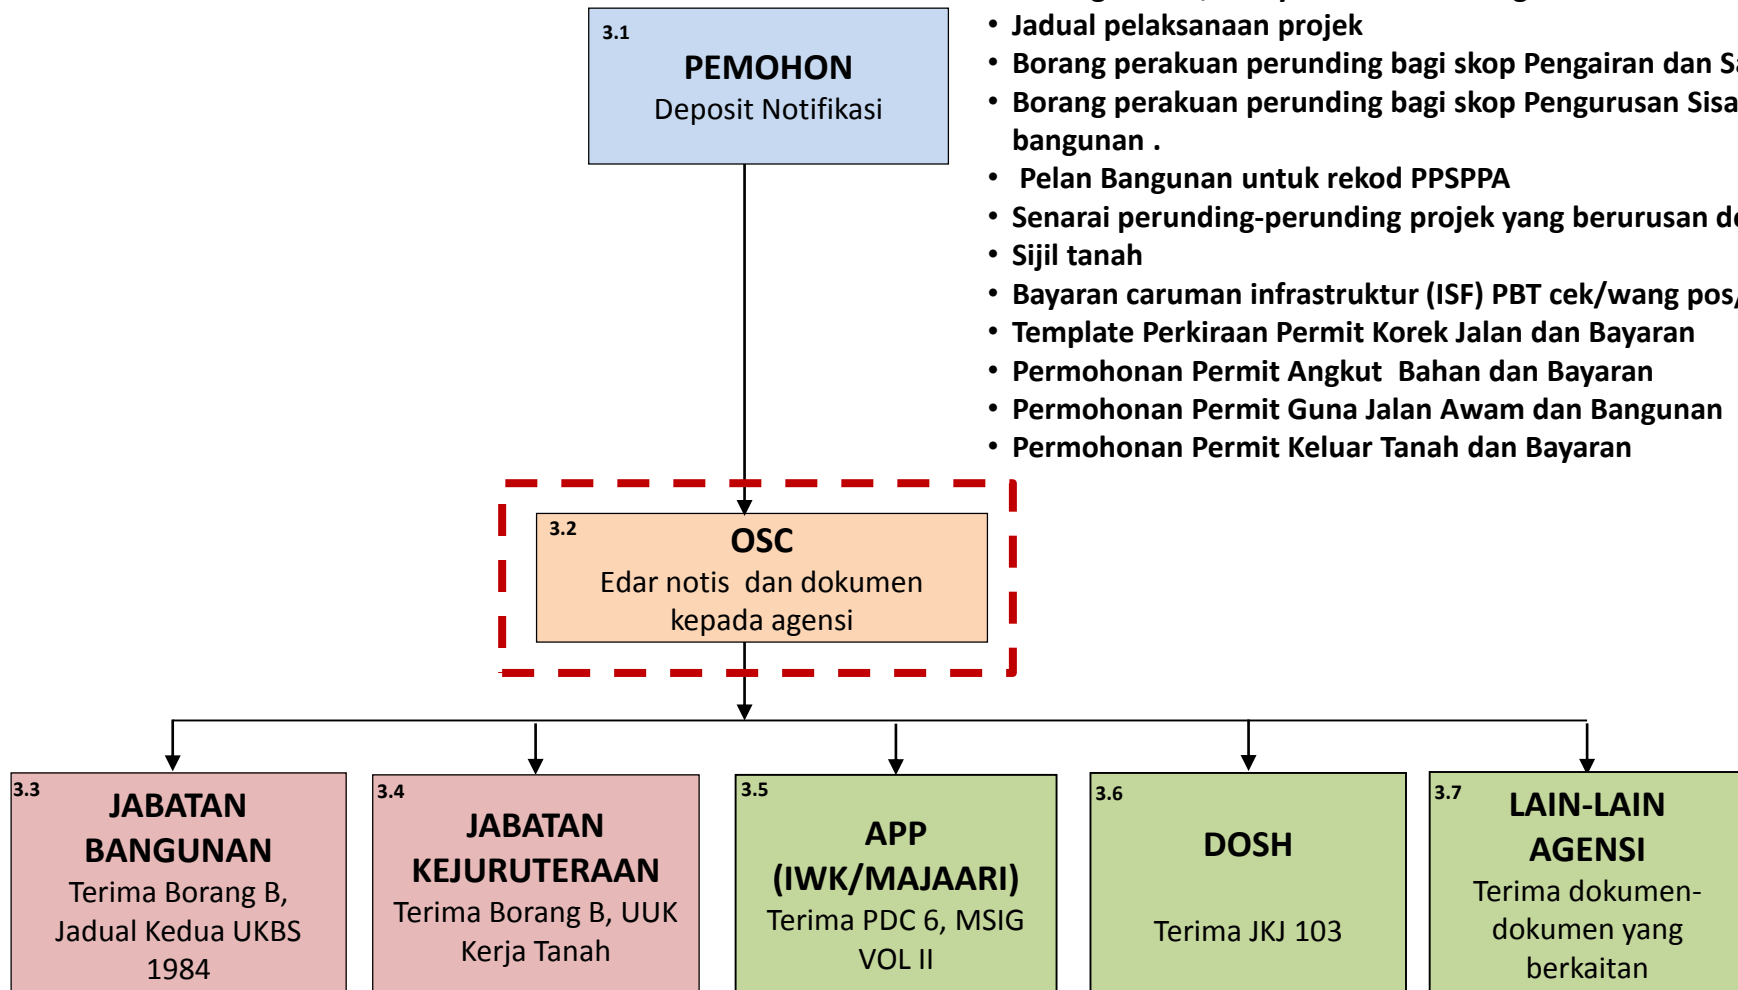 3.1
PEMOHON
Deposit Notifikasi
• Jadual pelaksanaan projek
• Borang perakuan perunding bagi skop Pengairan dan
• Borang perakuan perunding bagi skop Pengurusan Sisa
bangunan .
• Pelan Bangunan untuk rekod PPSPPA
• Senarai perunding-perunding projek yang berurusan
• Sijil tanah
• Bayaran caruman infrastruktur (ISF) PBT cek/wang pos/
• Template Perkiraan Permit Korek Jalan dan Bayaran
• Permohonan Permit Angkut Bahan dan Bayaran
• Permohonan Permit Guna Jalan Awam dan Bangunan
• Permohonan Permit Keluar Tanah dan Bayaran
3.2
OSC
Edar notis dan dokumen
kepada agensi
3.3
JABATAN
BANGUNAN
Terima Borang B,
Jadual Kedua UKBS
1984
3.4
JABATAN
KEJURUTERAAN
Terima Borang B, UUK
Kerja Tanah
3.5
APP
(IWK/MAJAARI)
Terima PDC 6, MSIG
VOL II
3.6
DOSH
Terima JKJ 103
3.7
LAIN-LAIN
AGENSI
Terima dokumen-
dokumen yang
berkaitan